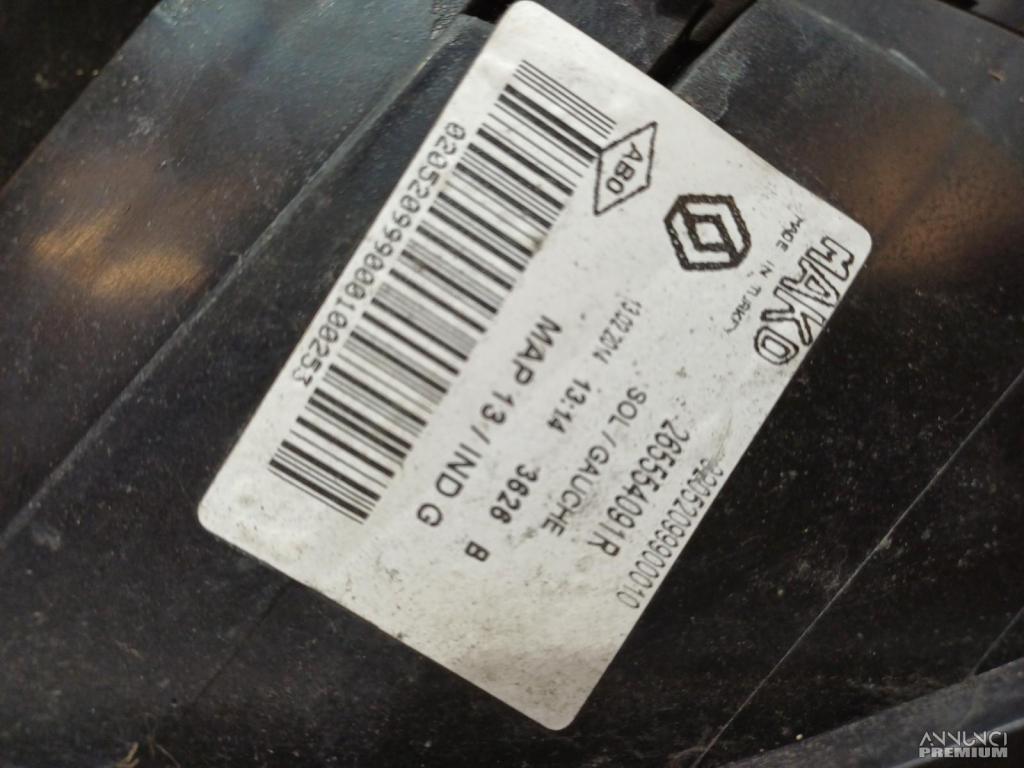 MAKO
MADE IN TURKEY
0205209990000010
265554091R
SOL / GAUCHE
13.02.2014 13:14 3626 B
MAP 13 / IND G
ABO
020520999000100253
ANNUNCI
PREMIUM